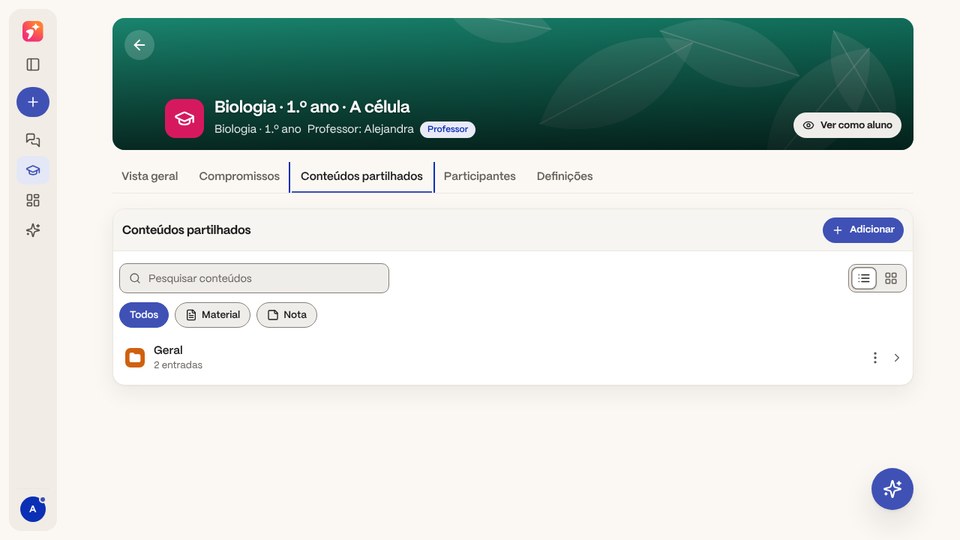 Biologia · 1.º ano · A célula
Biologia · 1.º ano Professor: Alejandra Professor
Ver como aluno
Vista geral Compromissos Conteúdos partilhados Participantes Definições
Conteúdos partilhados
Adicionar
Pesquisar conteúdos
Todos Material Nota
Geral
2 entradas
A